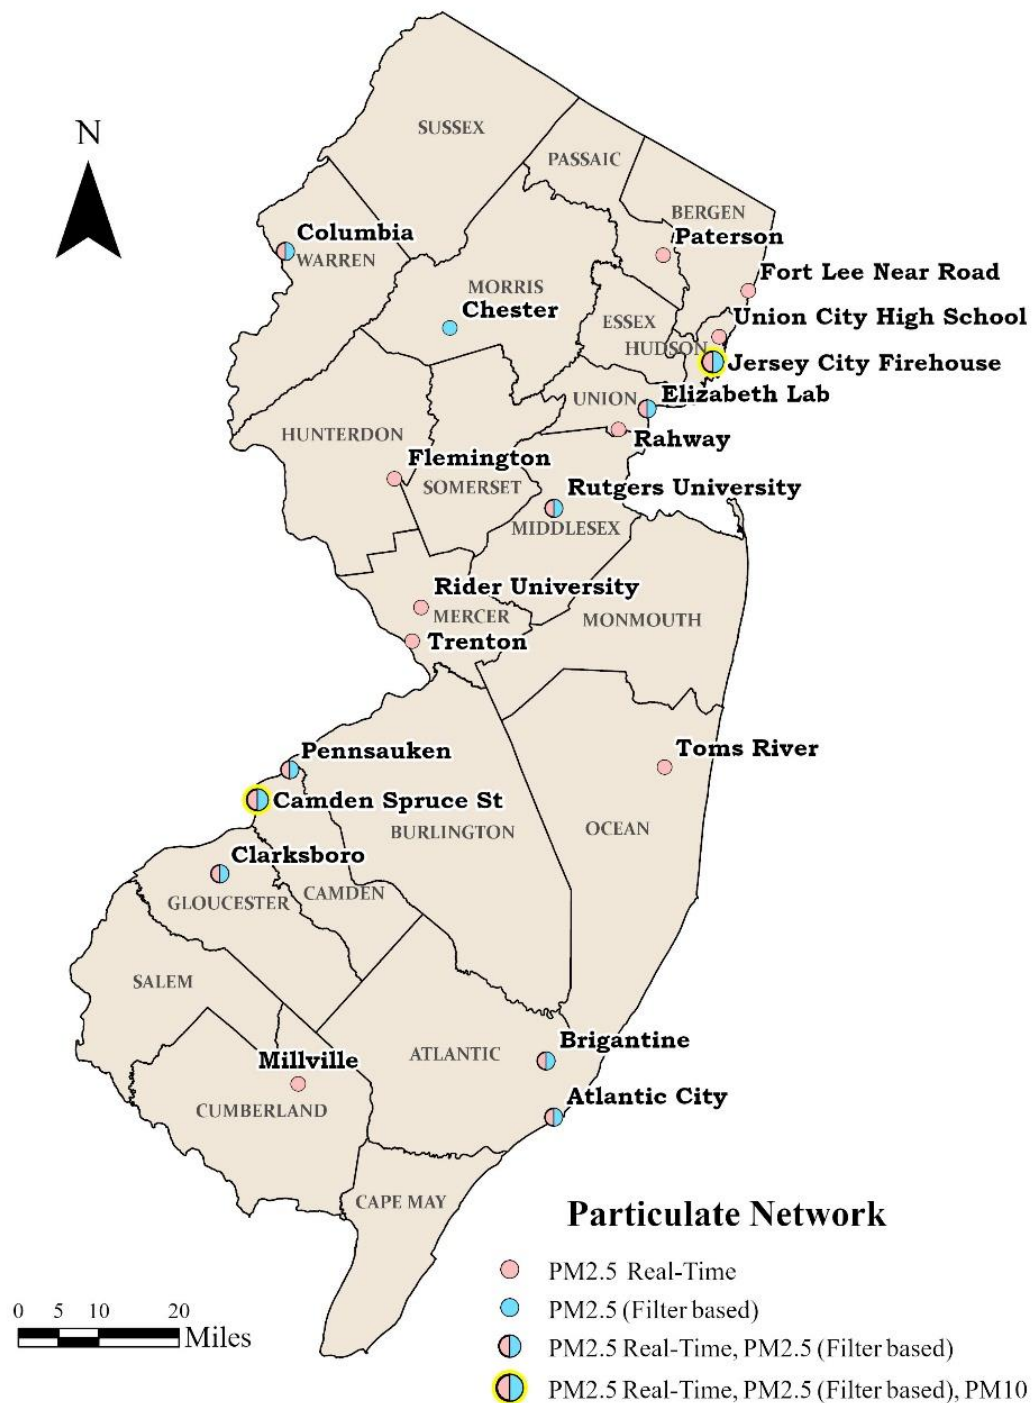 SUSSEX
N
PASSAIC
BERGEN
Columbia
WARREN
Paterson
Fort Lee Near Road
MORRIS
Chester
ESSEX
Union City High School
HUDSON
Jersey City Firehouse
UNION
Elizabeth Lab
Rahway
HUNTERDON
Flemington
SOMERSET
Rutgers University
MIDDLESEX
Rider University
MERCER
MONMOUTH
Trenton
Pennsauken
Toms River
Camden Spruce St
BURLINGTON
OCEAN
Clarksboro
CAMDEN
GLOUCESTER
SALEM
Brigantine
ATLANTIC
Millville
Atlantic City
CUMBERLAND
CAPE MAY
Particulate Network
PM2.5 Real-Time
PM2.5 (Filter based)
PM2.5 Real-Time, PM2.5 (Filter based)
PM2.5 Real-Time, PM2.5 (Filter based), PM10
0 5 10 20
Miles